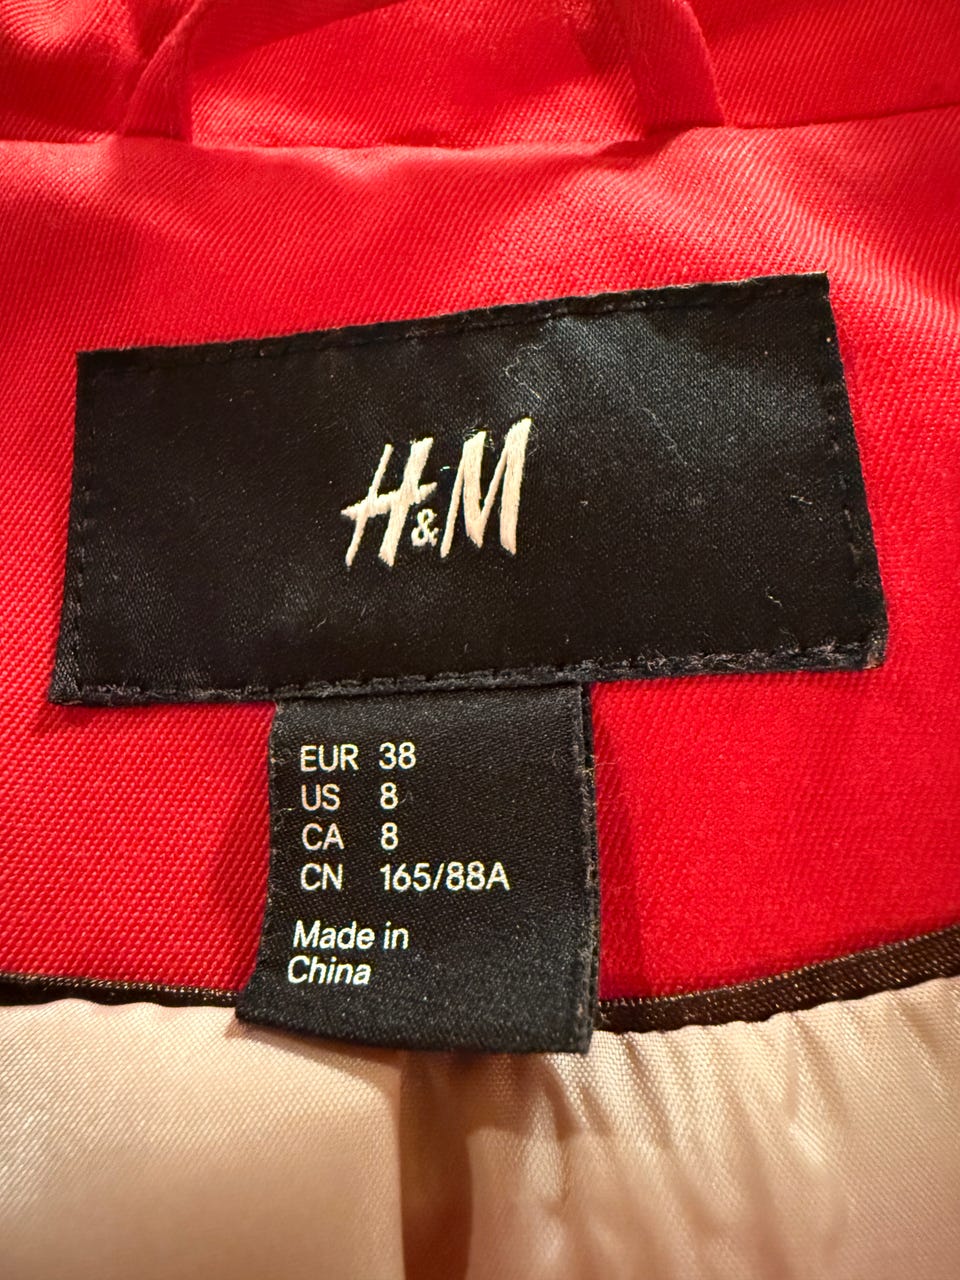 H&M
EUR 38
US 8
CA 8
CN 165/88A
Made in
China